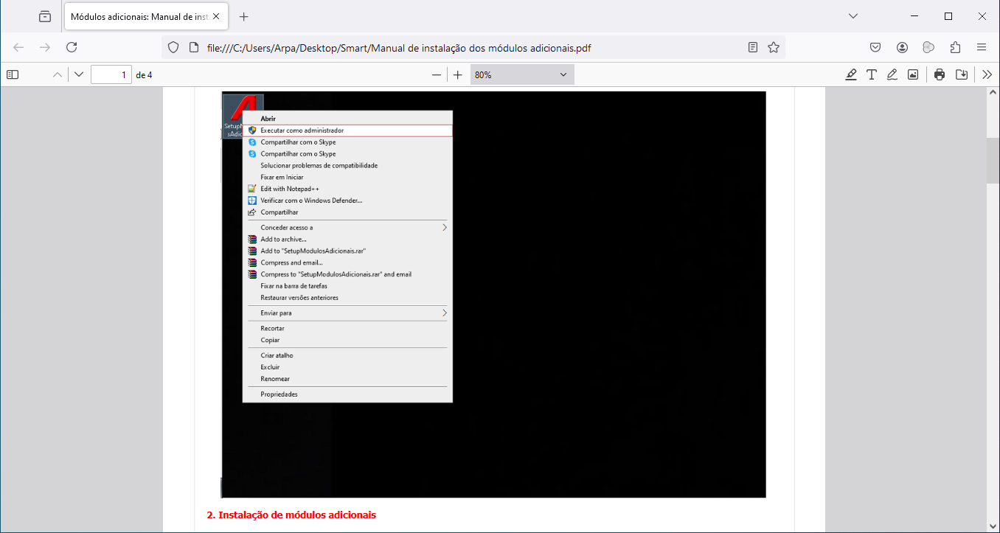 Módulos adicionais: Manual de inst
file:///C:/Users/Arpa/Desktop/Smart/Manual de instalação dos módulos adicionais.pdf
1 de 4
80%
SetupM
sAdic
Abrir
Executar como administrador
Compartilhar com o Skype
Compartilhar com o Skype
Solucionar problemas de compatibilidade
Fixar em Iniciar
Edit with Notepad++
Verificar com o Windows Defender...
Compartilhar
Conceder acesso a
Add to archive...
Add to "SetupModulosAdicionais.rar"
Compress and email...
Compress to "SetupModulosAdicionais.rar" and email
Fixar na barra de tarefas
Restaurar versões anteriores
Enviar para
Recortar
Copiar
Criar atalho
Excluir
Renomear
Propriedades
2. Instalação de módulos adicionais